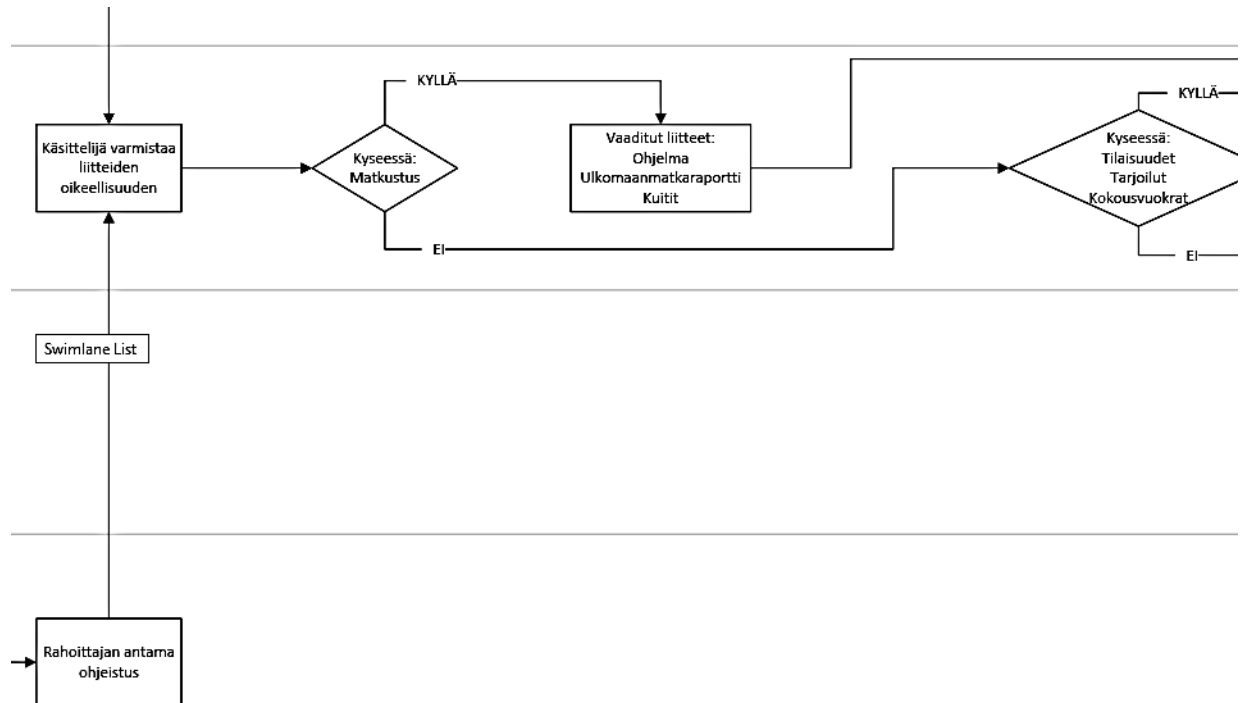 KYLLÄ
KYLLÄ
Käsittelijä varmistaa
liitteiden
oikeellisuuden
Kyseessä:
Matkustus
Vaaditut liitteet:
Ohjelma
Ulkomaanmatkaraportti
Kuitit
Kyseessä:
Tilaisuudet
Tarjoilut
Kokousvuokrat
EI
EI
Swimlane List
Rahoittajan antama
ohjeistus